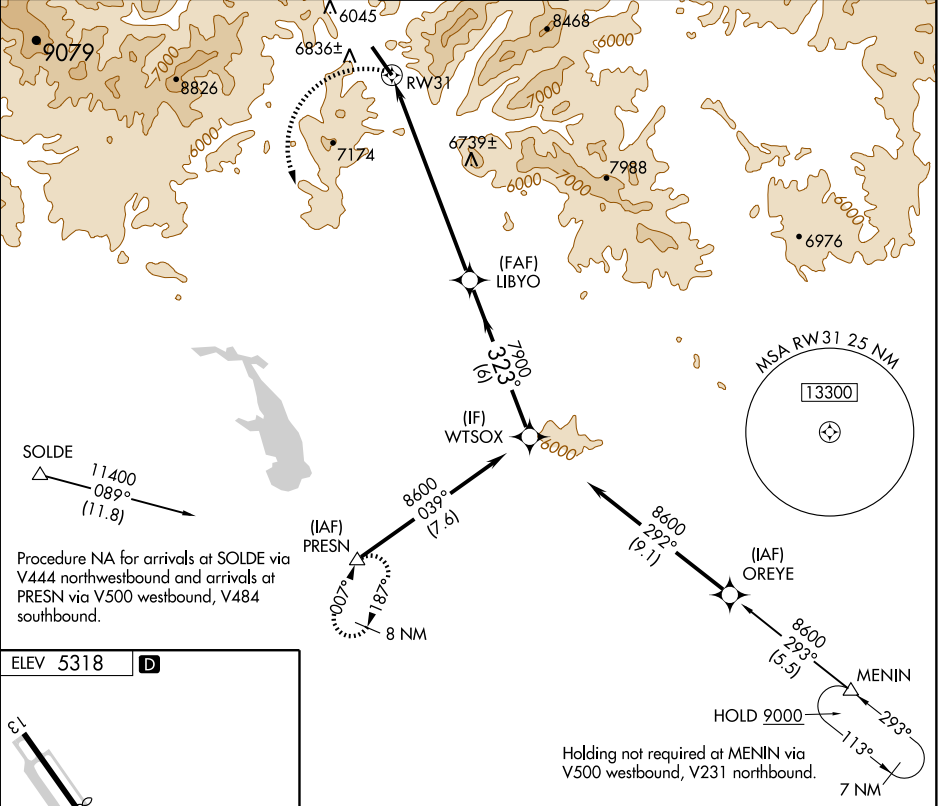 6045
8468
6000
9079
7000
6836±
RW31
8826
7000
6000
7174
6739±
6000
7000
7988
6000
6976
(FAF)
LIBYO
MSA RW31 25 NM
13300
7900
323°
(6)
(IF)
WTSOX
6000
SOLDE
11400
089°
(11.8)
8600
039°
(7.6)
8600
292°
(9.1)
(IAF)
PRESN
(IAF)
OREYE
Procedure NA for arrivals at SOLDE via
V444 northwestbound and arrivals at
PRESN via V500 westbound, V484
southbound.
007°
187°
8 NM
8600
293°
(5.5)
MENIN
ELEV 5318 D
HOLD 9000
293°
113°
Holding not required at MENIN via
V500 westbound, V231 northbound.
7 NM
13